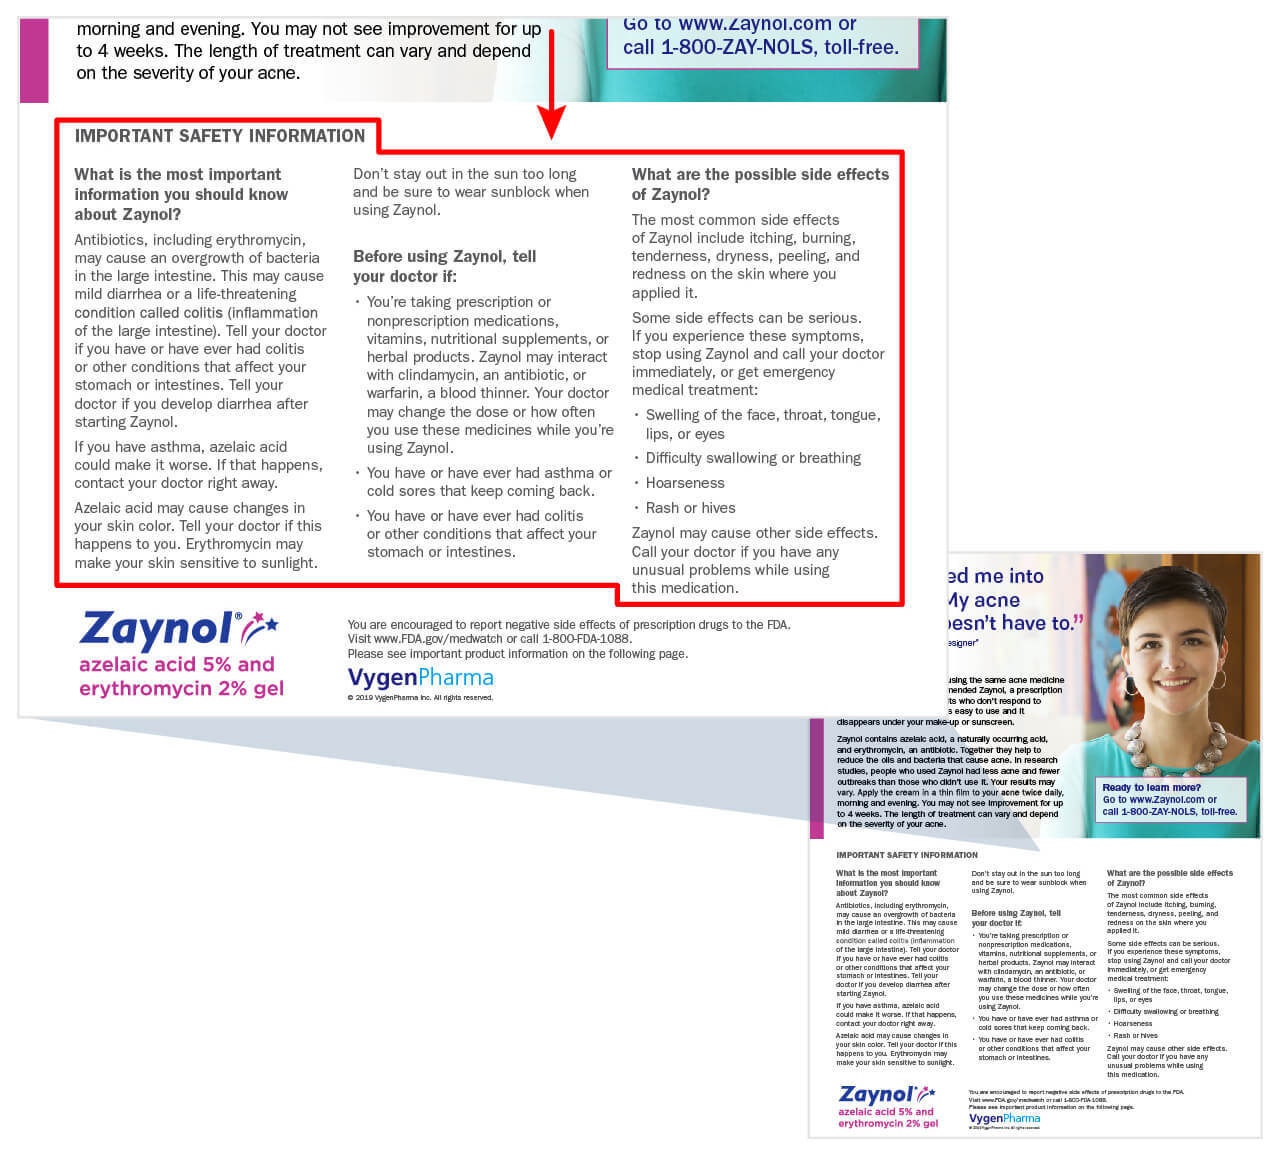 morning and evening. You may not see improvement for up
to 4 weeks. The length of treatment can vary and depend
on the severity of your acne.
Go to www.Zaynol.com or
call 1-800-ZAY-NOLS, toll-free.
IMPORTANT SAFETY INFORMATION
What is the most important
information you should know
about Zaynol?
Antibiotics, including erythromycin,
may cause an overgrowth of bacteria
in the large intestine. This may cause
mild diarrhea or a life-threatening
condition called colitis (inflammation
of the large intestine). Tell your doctor
if you have or have ever had colitis
or other conditions that affect your
stomach or intestines. Tell your
doctor if you develop diarrhea after
starting Zaynol.
If you have asthma, azelaic acid
could make it worse. If that happens,
contact your doctor right away.
Azelaic acid may cause changes in
your skin color. Tell your doctor if this
happens to you. Erythromycin may
make your skin sensitive to sunlight.
Don’t stay out in the sun too long
and be sure to wear sunblock when
using Zaynol.
Before using Zaynol, tell
your doctor if:
· You’re taking prescription or
nonprescription medications,
vitamins, nutritional supplements, or
herbal products. Zaynol may interact
with clindamycin, an antibiotic, or
warfarin, a blood thinner. Your doctor
may change the dose or how often
you use these medicines while you’re
using Zaynol.
· You have or have ever had asthma or
cold sores that keep coming back.
· You have or have ever had colitis
or other conditions that affect your
stomach or intestines.
What are the possible side effects
of Zaynol?
The most common side effects
of Zaynol include itching, burning,
tenderness, dryness, peeling, and
redness on the skin where you
applied it.
Some side effects can be serious.
If you experience these symptoms,
stop using Zaynol and call your doctor
immediately, or get emergency
medical treatment:
· Swelling of the face, throat, tongue,
lips, or eyes
· Difficulty swallowing or breathing
· Hoarseness
· Rash or hives
Zaynol may cause other side effects.
Call your doctor if you have any
unusual problems while using
this medication.
Zaynol®
azelaic acid 5% and
erythromycin 2% gel
You are encouraged to report negative side effects of prescription drugs to the FDA.
Visit www.FDA.gov/medwatch or call 1-800-FDA-1088.
Please see important product information on the following page.
VygenPharma
© 2019 VygenPharma Inc. All rights reserved.
ed me into
My acne
esn’t have to.”
esigner*
using the same acne medicine
mended Zaynol, a prescription
lts who don’t respond to
s easy to use and it
disappears under your make-up or sunscreen.
Zaynol contains azelaic acid, a naturally occurring acid,
and erythromycin, an antibiotic. Together they help to
reduce the oils and bacteria that cause acne. In research
studies, people who used Zaynol had less acne and fewer
outbreaks than those who didn’t use it. Your results may
vary. Apply the cream in a thin film to your acne twice daily,
morning and evening. You may not see improvement for up
to 4 weeks. The length of treatment can vary and depend
on the severity of your acne.
Ready to learn more?
Go to www.Zaynol.com or
call 1-800-ZAY-NOLS, toll-free.
IMPORTANT SAFETY INFORMATION
What is the most important
information you should know
about Zaynol?
Antibiotics, including erythromycin,
may cause an overgrowth of bacteria
in the large intestine. This may cause
mild diarrhea or a life-threatening
condition called colitis (inflammation
of the large intestine). Tell your doctor
if you have or have ever had colitis
or other conditions that affect your
stomach or intestines. Tell your
doctor if you develop diarrhea after
starting Zaynol.
If you have asthma, azelaic acid
could make it worse. If that happens,
contact your doctor right away.
Azelaic acid may cause changes in
your skin color. Tell your doctor if this
happens to you. Erythromycin may
make your skin sensitive to sunlight.
Don’t stay out in the sun too long
and be sure to wear sunblock when
using Zaynol.
Before using Zaynol, tell
your doctor if:
· You’re taking prescription or
nonprescription medications,
vitamins, nutritional supplements, or
herbal products. Zaynol may interact
with clindamycin, an antibiotic, or
warfarin, a blood thinner. Your doctor
may change the dose or how often
you use these medicines while you’re
using Zaynol.
· You have or have ever had asthma or
cold sores that keep coming back.
· You have or have ever had colitis
or other conditions that affect your
stomach or intestines.
What are the possible side effects
of Zaynol?
The most common side effects
of Zaynol include itching, burning,
tenderness, dryness, peeling, and
redness on the skin where you
applied it.
Some side effects can be serious.
If you experience these symptoms,
stop using Zaynol and call your doctor
immediately, or get emergency
medical treatment:
· Swelling of the face, throat, tongue,
lips, or eyes
· Difficulty swallowing or breathing
· Hoarseness
· Rash or hives
Zaynol may cause other side effects.
Call your doctor if you have any
unusual problems while using
this medication.
Zaynol®
azelaic acid 5% and
erythromycin 2% gel
You are encouraged to report negative side effects of prescription drugs to the FDA.
Visit www.FDA.gov/medwatch or call 1-800-FDA-1088.
Please see important product information on the following page.
VygenPharma
© 2019 VygenPharma Inc. All rights reserved.